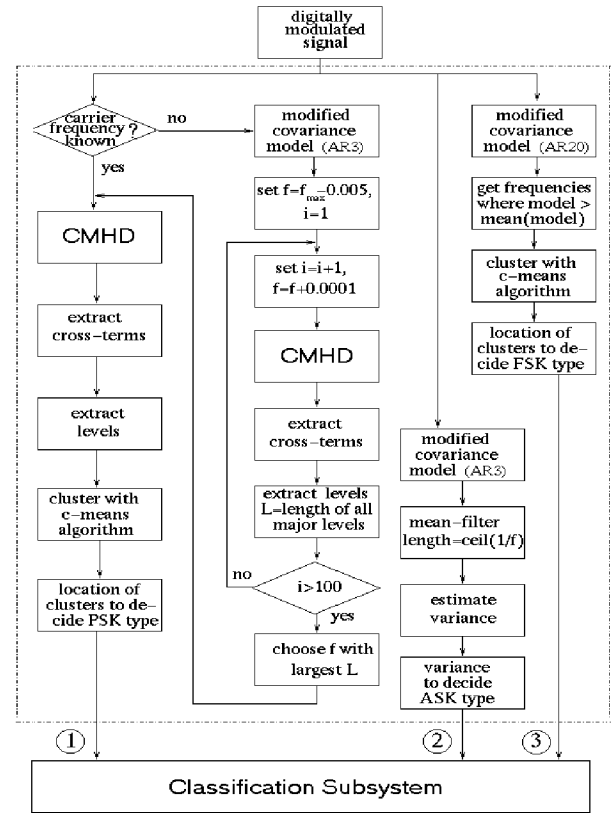 digitally
modulated
signal
carrier
frequency ?
known
no
yes
CMHD
extract
cross-terms
extract
levels
cluster with
c-means
algorithm
location of
clusters to de-
cide PSK type
modified
covariance
model (AR3)
set f=fmax-0.005,
i=1
set i=i+1,
f=f+0.0001
CMHD
extract
cross-terms
extract levels
L=length of all
major levels
no
i>100
yes
choose f with
largest L
modified
covariance
model (AR3)
mean-filter
length=ceil(1/f)
estimate
variance
variance
to decide
ASK type
modified
covariance
model (AR20)
get frequencies
where model >
mean(model)
cluster with
c-means
algorithm
location of
clusters to de-
cide FSK type
1
2
3
Classification Subsystem